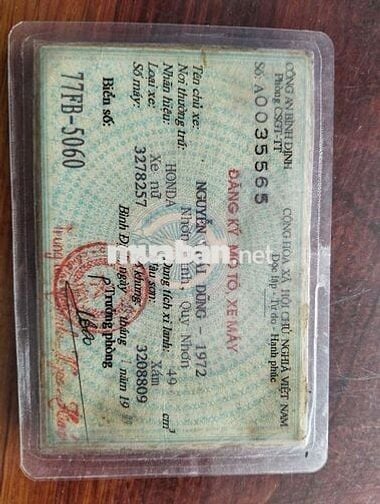 CÔNG AN BÌNH ĐỊNH
Phòng CSGT-TT
Số: A0035565
CỘNG HÒA XÃ HỘI CHỦ NGHĨA VIỆT NAM
Độc lập - Tự do - Hạnh phúc
ĐĂNG KÝ MÔ TÔ XE MÁY
Tên chủ xe: NGUYỄN DŨNG - 1972
Nơi thường trú: Nhơn Quy Nhơn
Nhãn hiệu: HONDA Dung tích xi lanh: 49 cm³
Loại xe: Xe nữ sơn: Xám
Số máy: 3278257 khung: 3208809
Bình ngày tháng 1 năm 19
Biển số: Trưởng phòng
77FB-5060
muaban.net